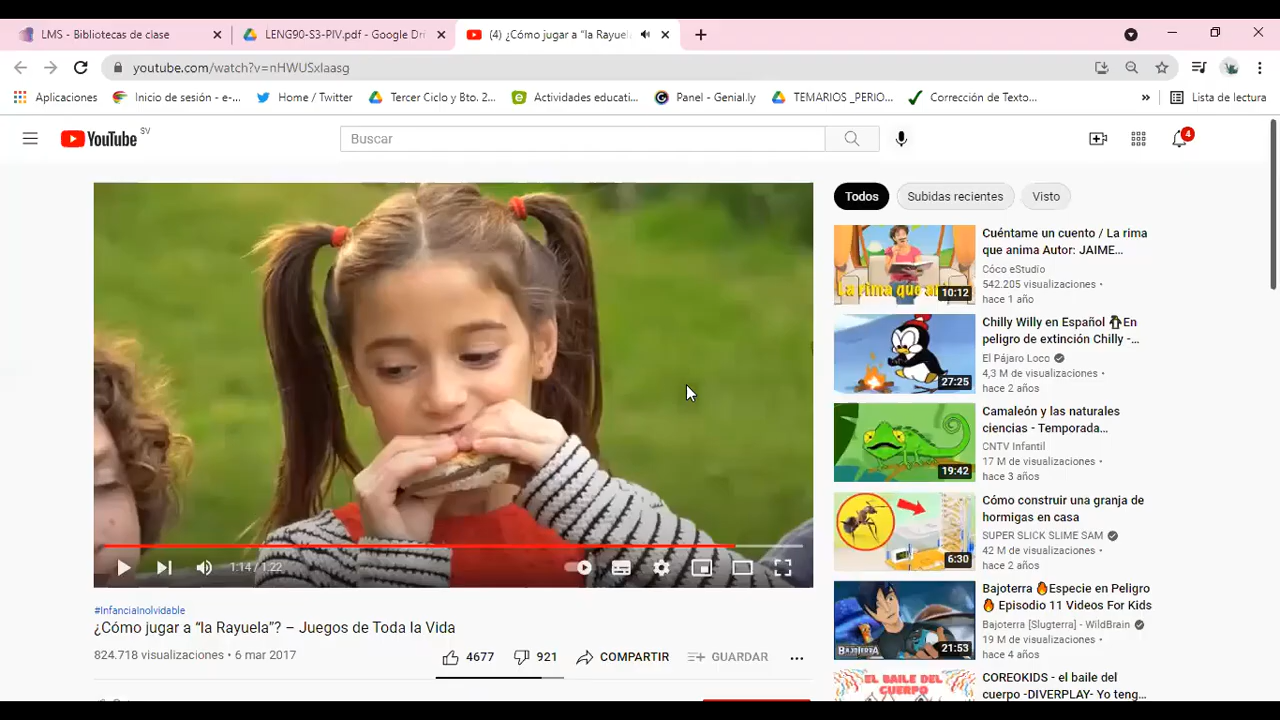 LMS - Bibliotecas de clase
LENG90-S3-PIV.pdf - Google Dri
(4) ¿Cómo jugar a “la Rayuela
youtube.com/watch?v=nHWUSxlaasg
Aplicaciones
Inicio de sesión - e-...
Home / Twitter
Tercer Ciclo y Bto. 2...
Actividades educati...
Panel - Genial.ly
TEMARIOS _PERIO...
Corrección de Texto...
»
Lista de lectura
YouTube SV
Buscar
4
Todos
Subidas recientes
Visto
Cuéntame un cuento / La rima
que anima Autor: JAIME...
Cóco eStudio
542.205 visualizaciones •
hace 1 año
10:12
Chilly Willy en Español En
peligro de extinción Chilly -...
El Pájaro Loco
4,3 M de visualizaciones •
hace 2 años
27:25
Camaleón y las naturales
ciencias - Temporada...
CNTV Infantil
17 M de visualizaciones •
hace 3 años
19:42
Cómo construir una granja de
hormigas en casa
SUPER SLICK SLIME SAM
42 M de visualizaciones •
hace 2 años
6:30
Bajoterra 🔥Especie en Peligro
🔥 Episodio 11 Videos For Kids
Bajoterra [Slugterra] - WildBrain
19 M de visualizaciones •
hace 4 años
BAJOTERRA
21:53
COREOKIDS - el baile del
cuerpo -DIVERPLAY- Yo teng...
EL BAILE DEL
CUERPO
1:14 / 1:22
#InfanciaInolvidable
¿Cómo jugar a “la Rayuela”? – Juegos de Toda la Vida
824.718 visualizaciones • 6 mar 2017
4677
921
COMPARTIR
GUARDAR